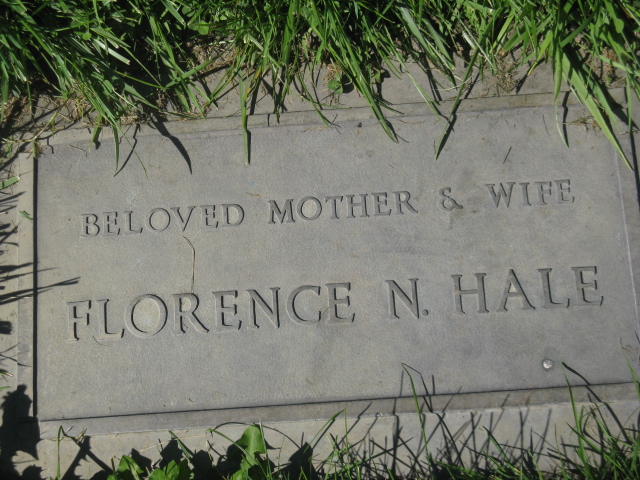 BELOVED MOTHER & WIFE
FLORENCE N. HALE